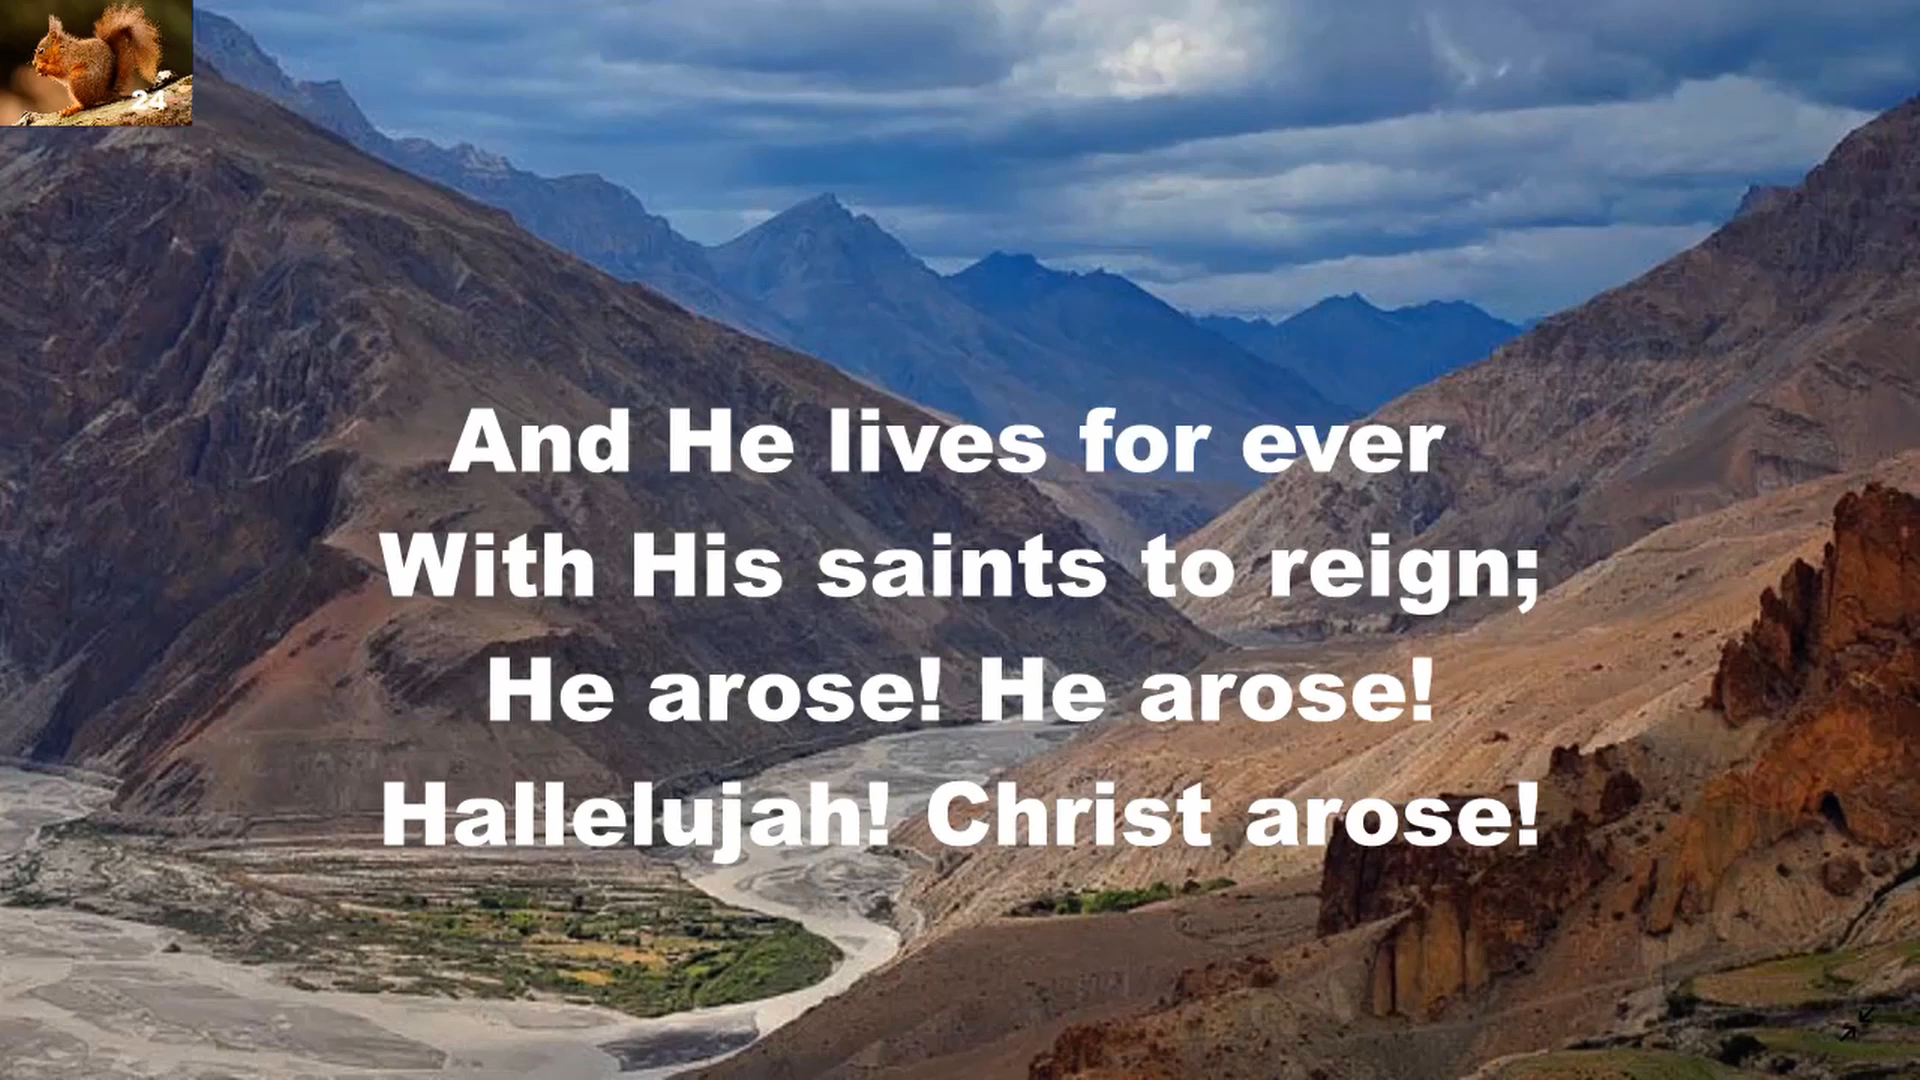 24
And He lives for ever
With His saints to reign;
He arose! He arose!
Hallelujah! Christ arose!